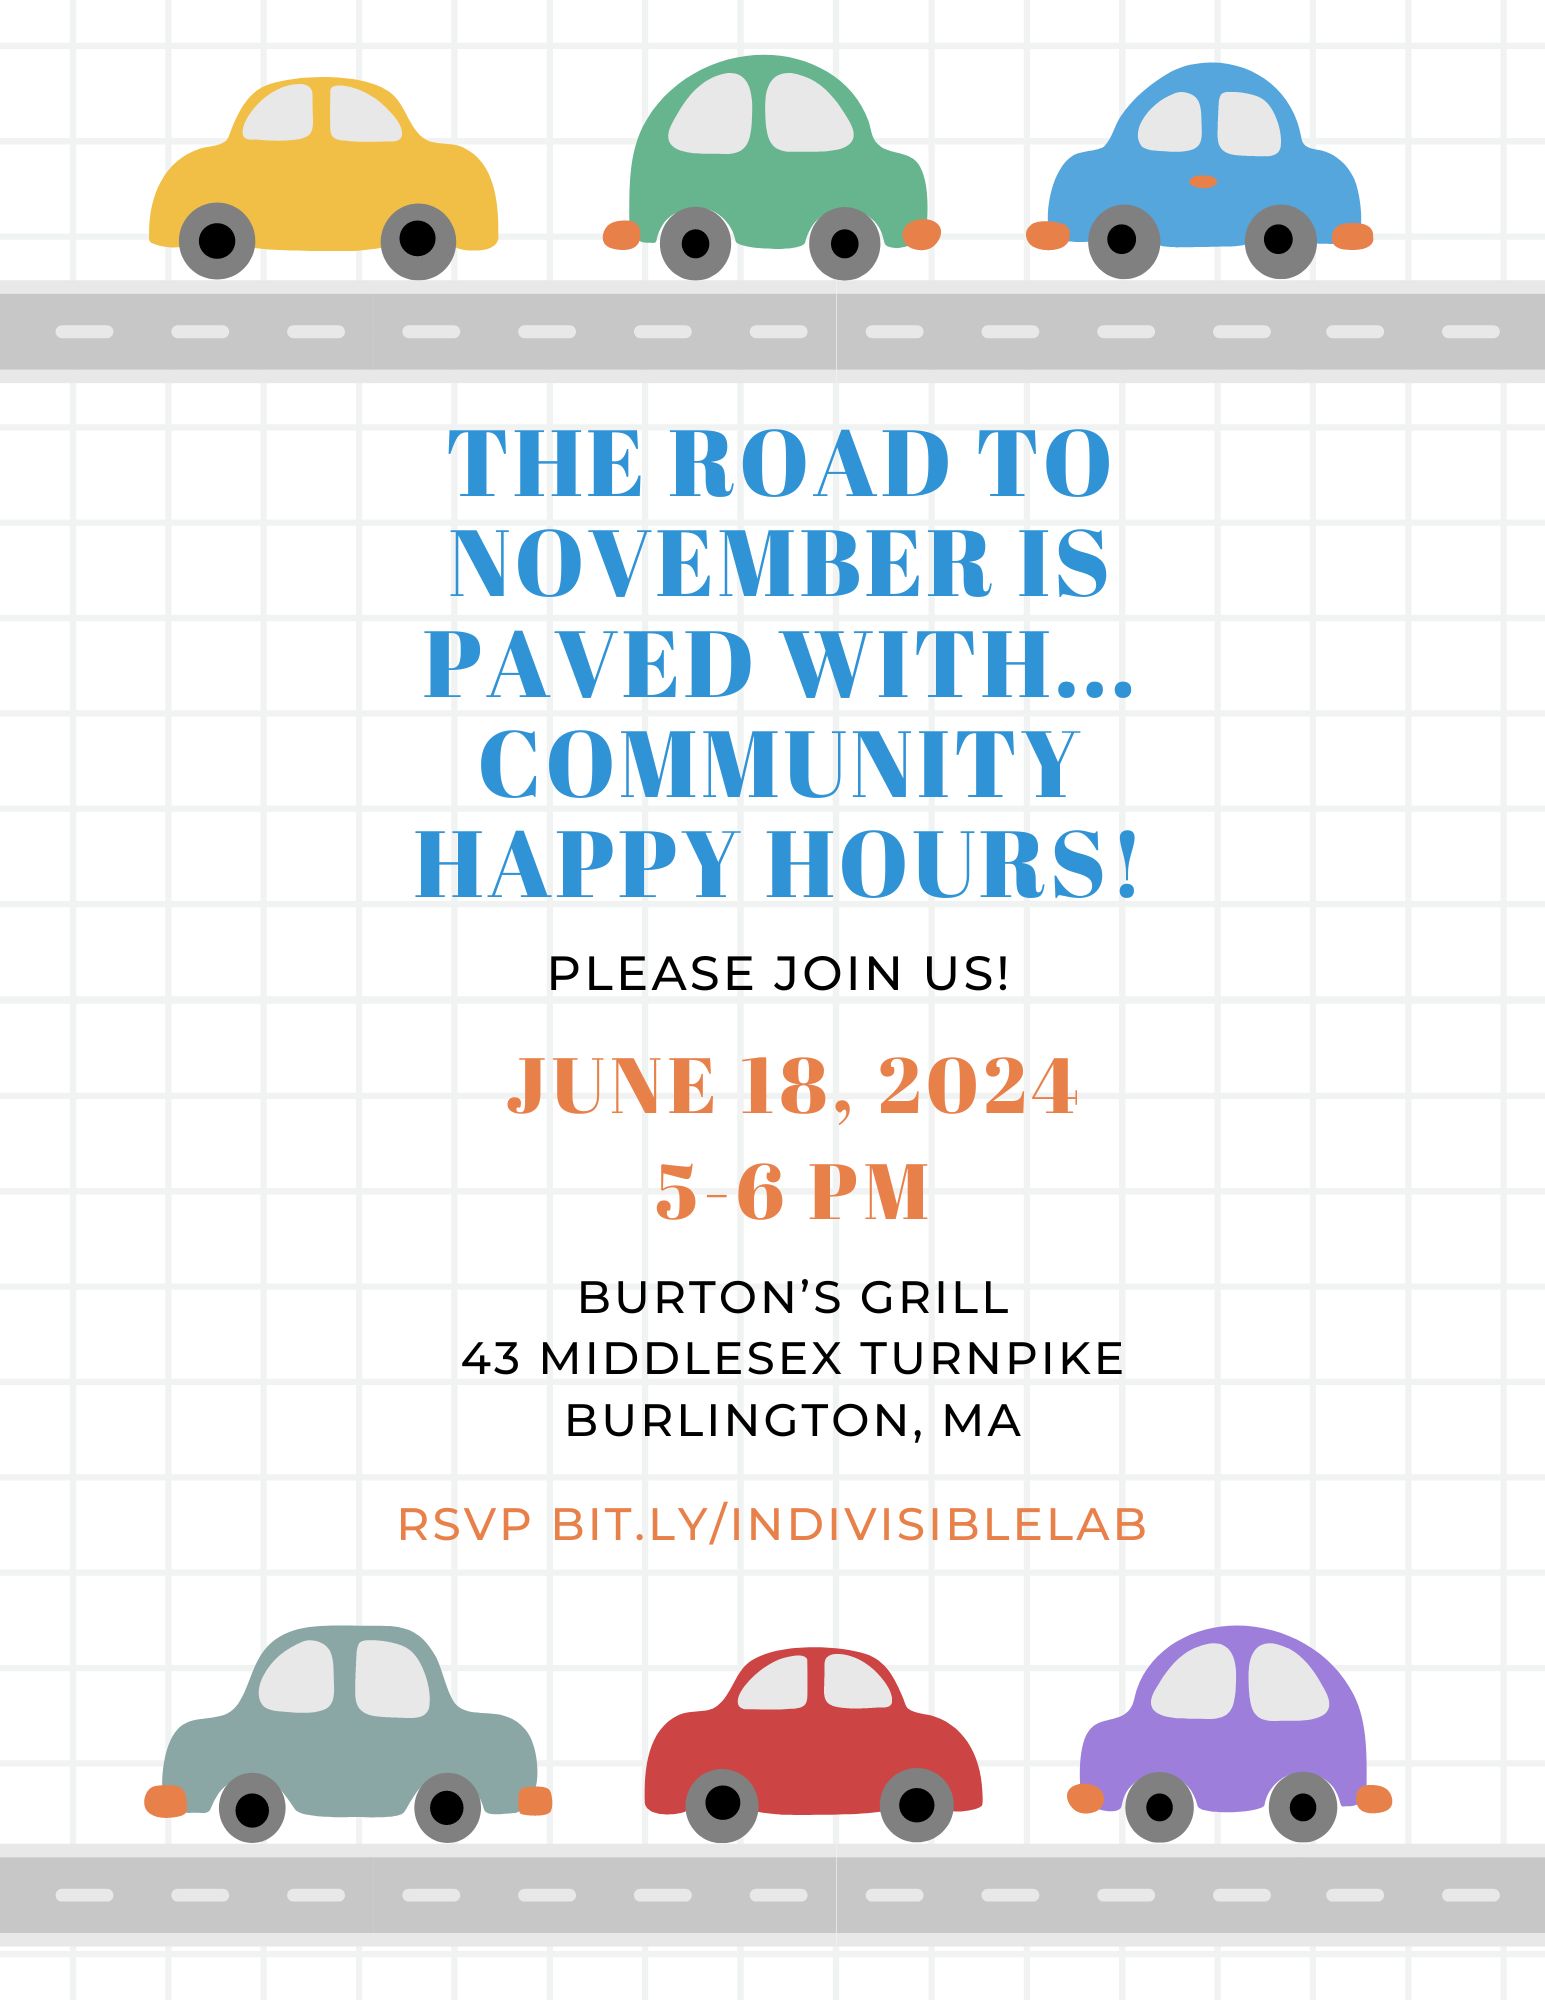 THE ROAD TO
NOVEMBER IS
PAVED WITH...
COMMUNITY
HAPPY HOURS!
PLEASE JOIN US!
JUNE 18, 2024
5-6 PM
BURTON’S GRILL
43 MIDDLESEX TURNPIKE
BURLINGTON, MA
RSVP BIT.LY/INDIVISIBLELAB